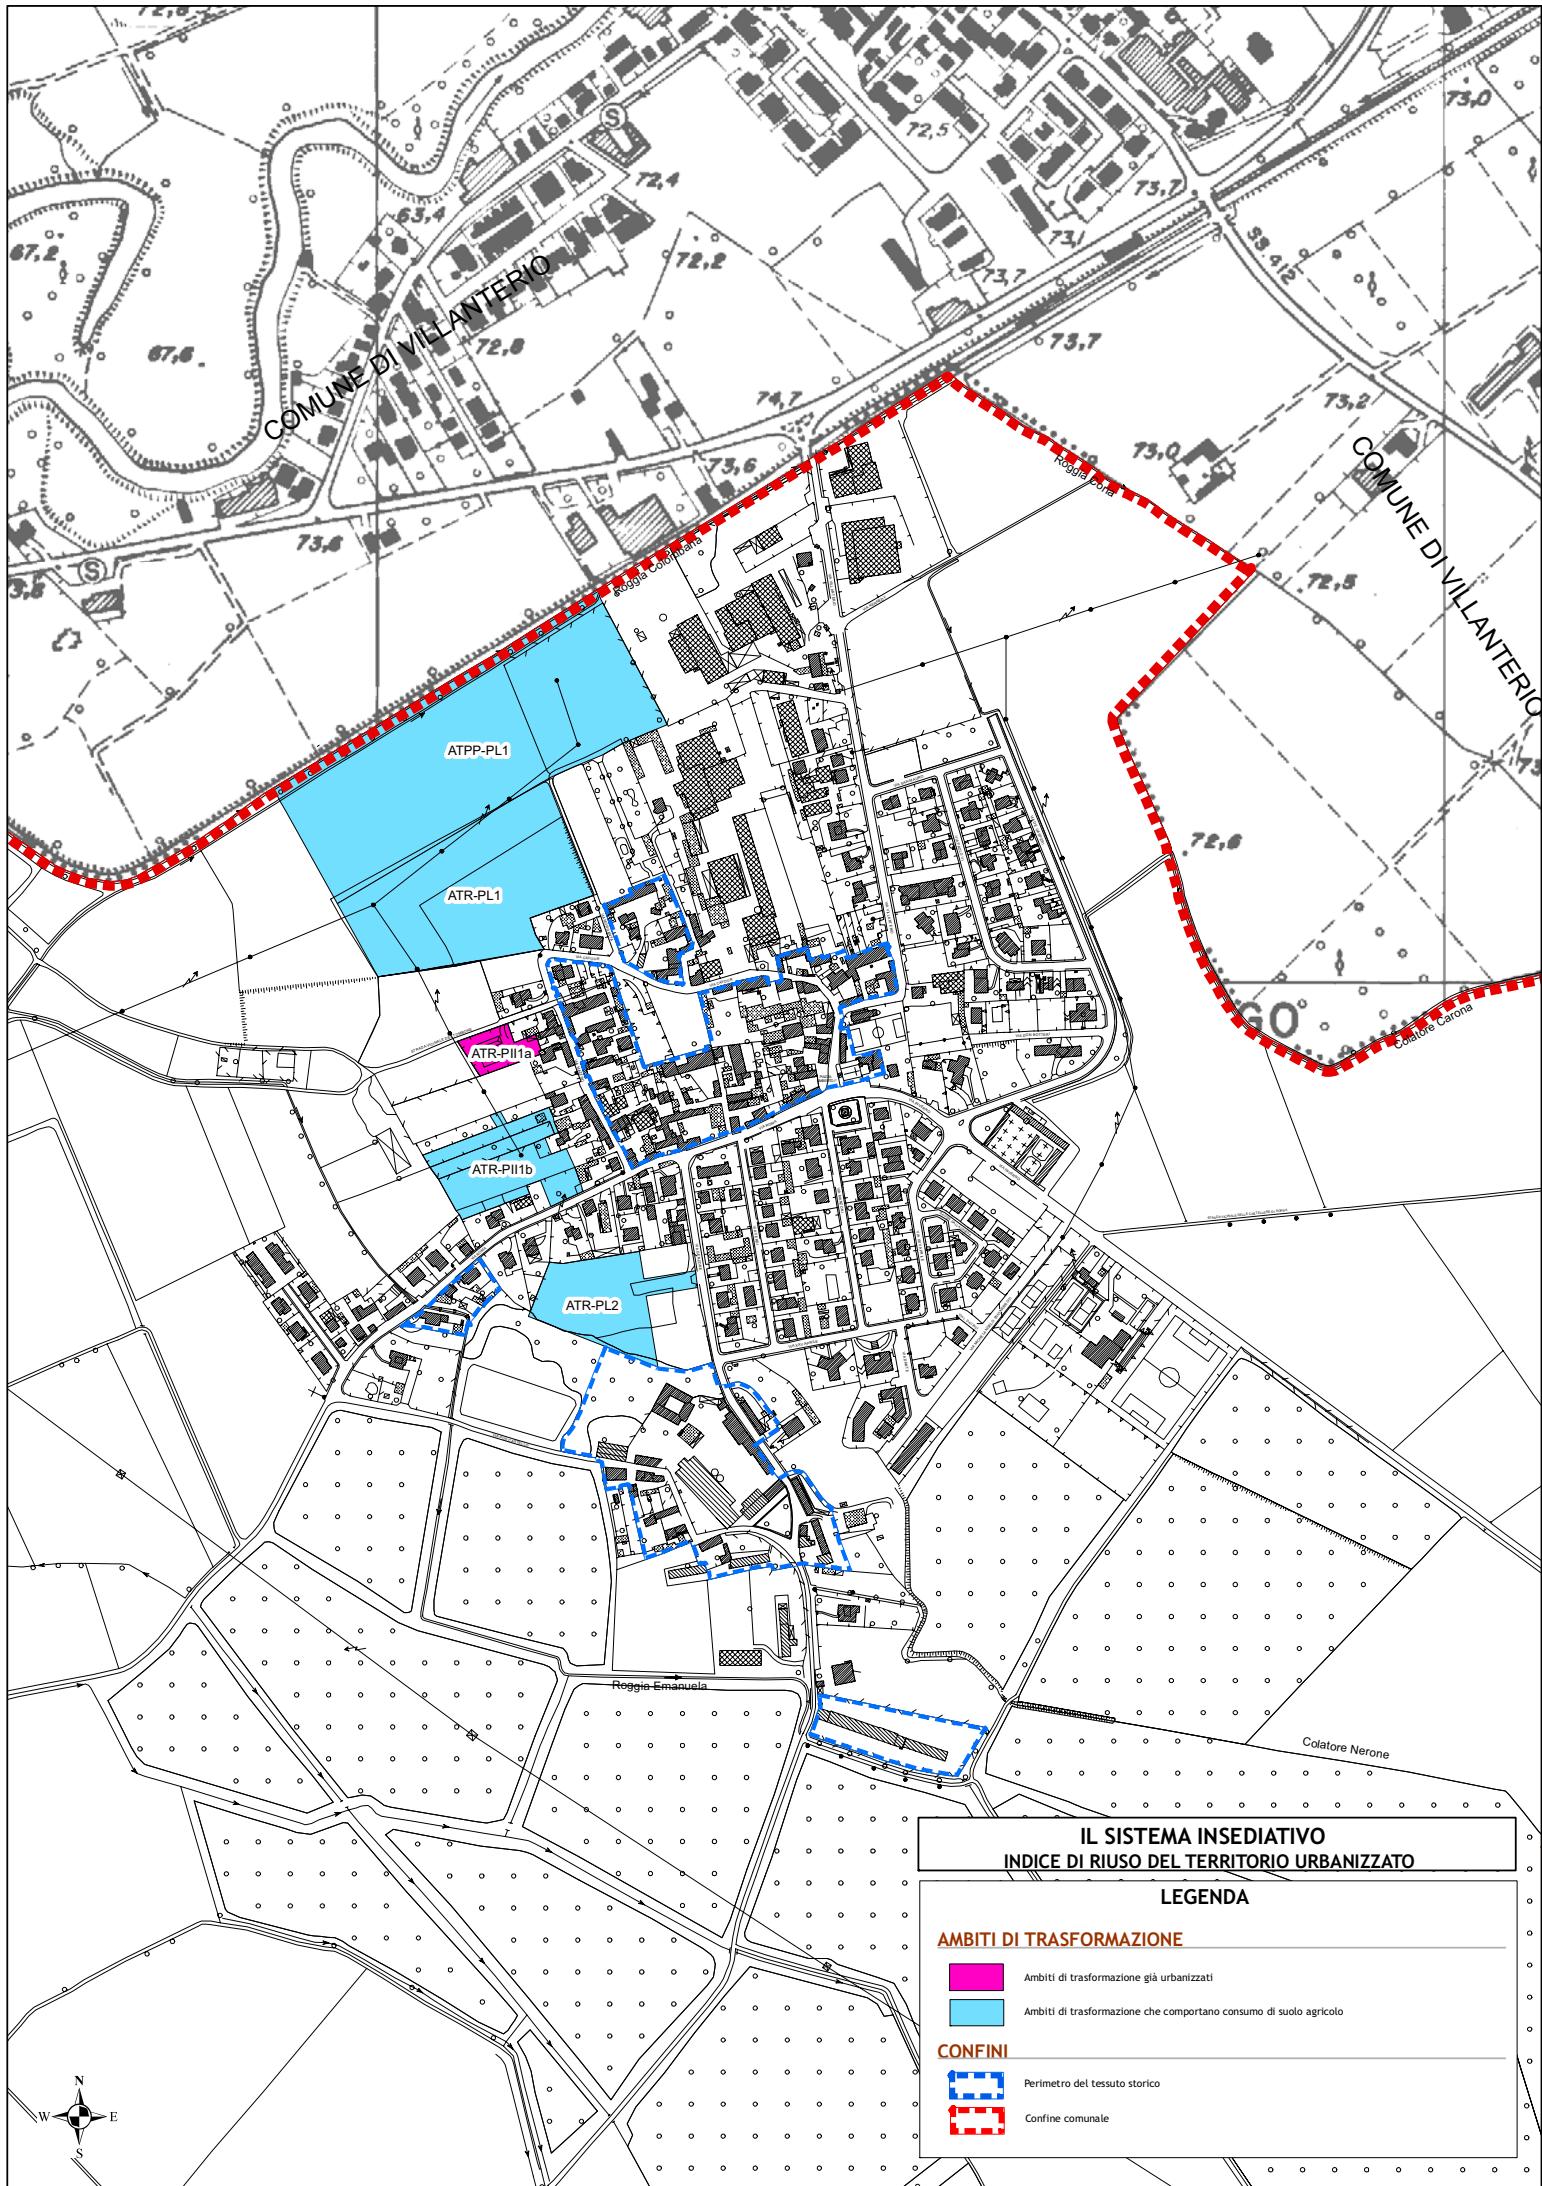 72,5
73,0
S
72,4
63,4
73,7
73,1
67,2
72,2
73,7
SS.412
COMUNE DI VILLANTERIO
67,6
72,8
73,7
74,7
73,2
73,0
73,6
COMUNE DI VILLANTERIO
Roggia Colombana
73,6
S
72,5
ATPP-PL1
72,6
ATR-PL1
GO
Colatore Carona
ATR-PII1a
ATR-PII1b
ATR-PL2
Roggia Emanuela
Colatore Nerone
IL SISTEMA INSEDIATIVO
INDICE DI RIUSO DEL TERRITORIO URBANIZZATO
LEGENDA
AMBITI DI TRASFORMAZIONE
Ambiti di trasformazione già urbanizzati
Ambiti di trasformazione che comportano consumo di suolo agricolo
CONFINI
Perimetro del tessuto storico
Confine comunale
N
W E
S